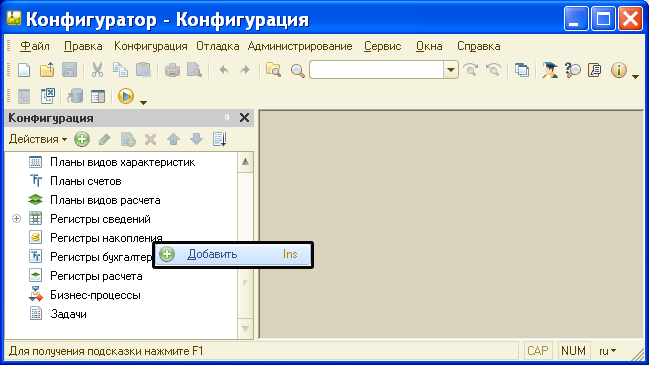 Конфигуратор - Конфигурация
Файл Правка Конфигурация Отладка Администрирование Сервис Окна Справка
Конфигурация
Действия
Планы видов характеристик
Планы счетов
Планы видов расчета
Регистры сведений
Регистры накопления
Добавить Ins
Регистры бухгалтер
Регистры расчета
Бизнес-процессы
Задачи
Для получения подсказки нажмите F1 CAP NUM ru